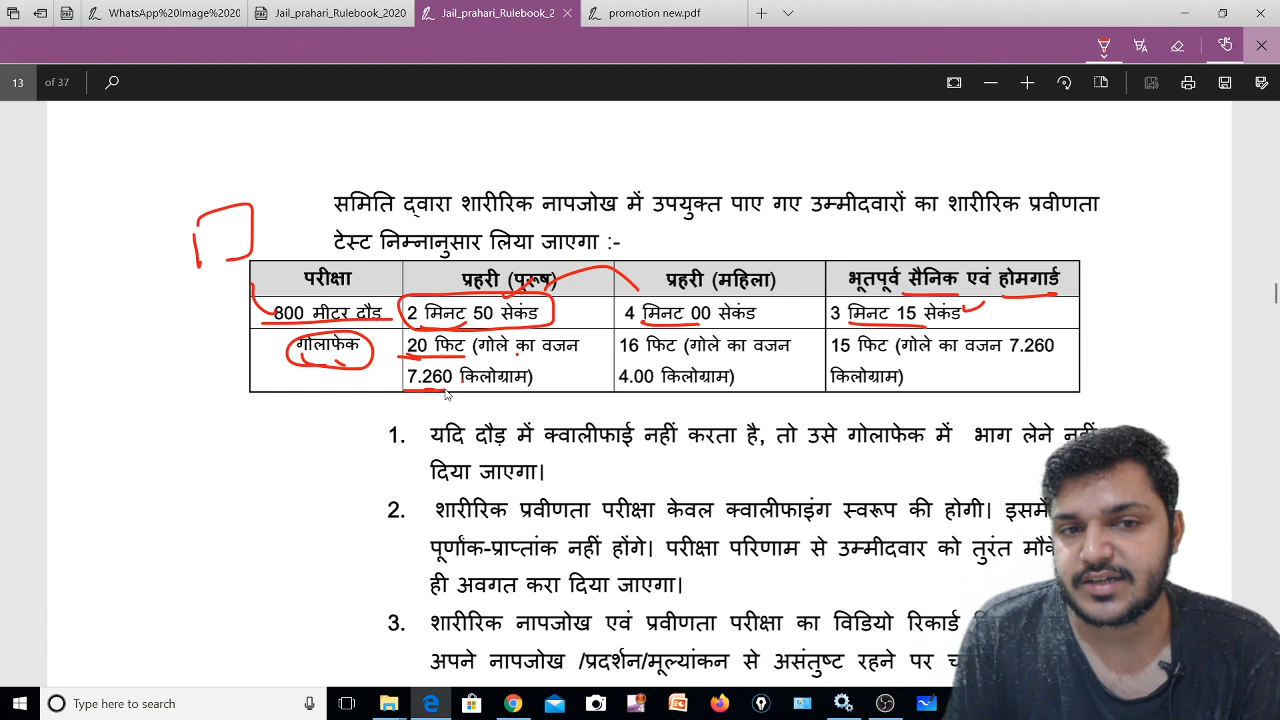 WhatsApp%20Image%2020
Jail_prahari_Rulebook_2020
Jail_prahari_Rulebook_2
promotion new.pdf
13 of 37
समिति द्वारा शारीरिक नापजोख में उपयुक्त पाए गए उम्मीदवारों का शारीरिक प्रवीणता
टेस्ट निम्नानुसार लिया जाएगा :-
परीक्षा प्रहरी (पुरूष) प्रहरी (महिला) भूतपूर्व सैनिक एवं होमगार्ड
800 मीटर दौड़ 2 मिनट 50 सेकंड 4 मिनट 00 सेकंड 3 मिनट 15 सेकंड
गोलाफेक 20 फिट (गोले का वजन 16 फिट (गोले का वजन 15 फिट (गोले का वजन 7.260
7.260 किलोग्राम) 4.00 किलोग्राम) किलोग्राम)
1. यदि दौड़ में क्वालीफाई नहीं करता है, तो उसे गोलाफेक में भाग लेने नहीं
दिया जाएगा।
2. शारीरिक प्रवीणता परीक्षा केवल क्वालीफाइंग स्वरूप की होगी। इसमें
पूर्णांक-प्राप्तांक नहीं होंगे। परीक्षा परिणाम से उम्मीदवार को तुरंत
ही अवगत करा दिया जाएगा।
3. शारीरिक नापजोख एवं प्रवीणता परीक्षा का विडियो रिकार्ड
अपने नापजोख /प्रदर्शन/मूल्यांकन से असंतुष्ट रहने पर
Type here to search